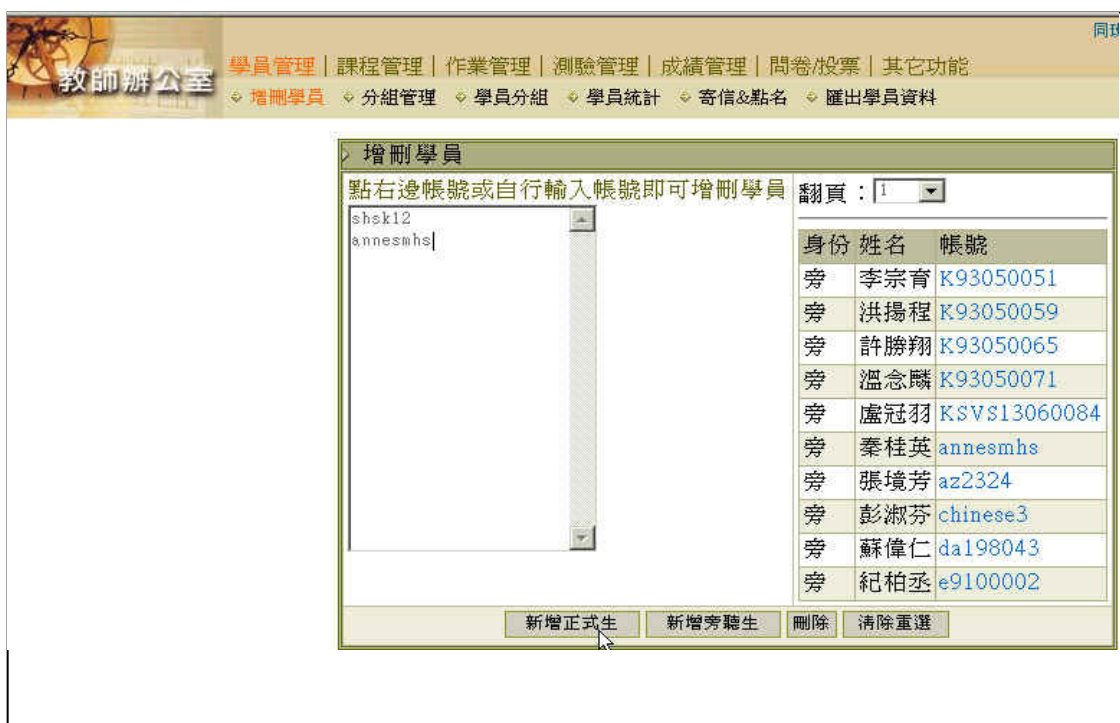 同班
教師辦公室
學員管理 | 課程管理 | 作業管理 | 測驗管理 | 成績管理 | 問卷/投票 | 其它功能
增刪學員 分組管理 學員分組 學員統計 寄信&點名 匯出學員資料
增刪學員
點右邊帳號或自行輸入帳號即可增刪學員
shsk12
annesmhs
翻頁：1
身份 姓名 帳號
旁 李宗育 K93050051
旁 洪揚程 K93050059
旁 許勝翔 K93050065
旁 溫念麟 K93050071
旁 盧冠羽 KSVS13060084
旁 秦桂英 annesmhs
旁 張境芳 az2324
旁 彭淑芬 chinese3
旁 蘇偉仁 da198043
旁 紀柏丞 e9100002
新增正式生 新增旁聽生 刪除 清除重選